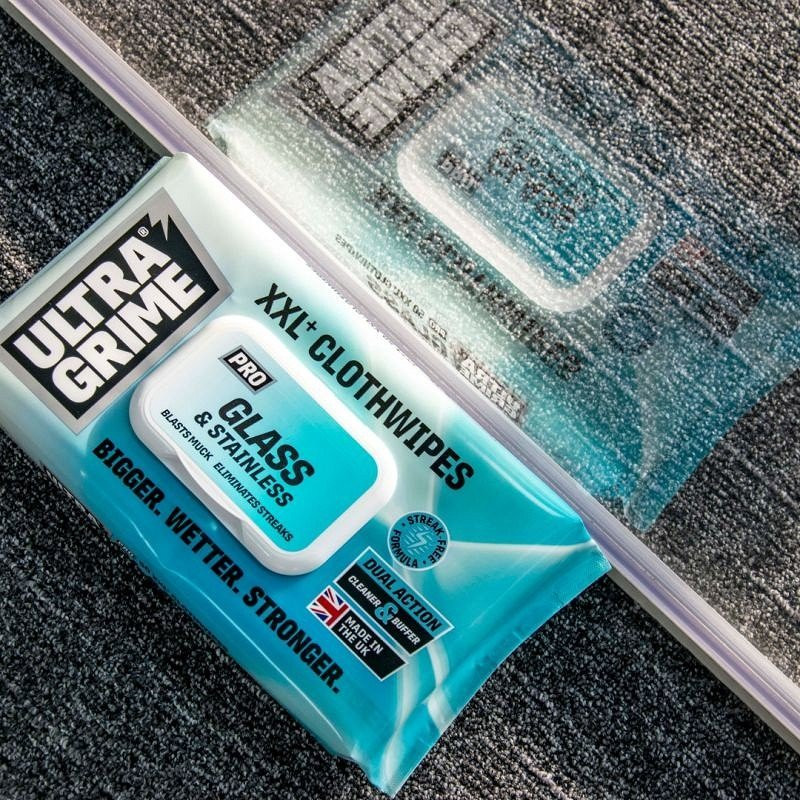 ULTRA
GRIME®
XXL+ CLOTHWIPES
PRO
GLASS
& STAINLESS
BLASTS MUCK ELIMINATES STREAKS
BIGGER. WETTER. STRONGER.
STREAK FREE
FORMULA
DUAL ACTION
CLEANER & BUFFER
MADE IN
THE UK